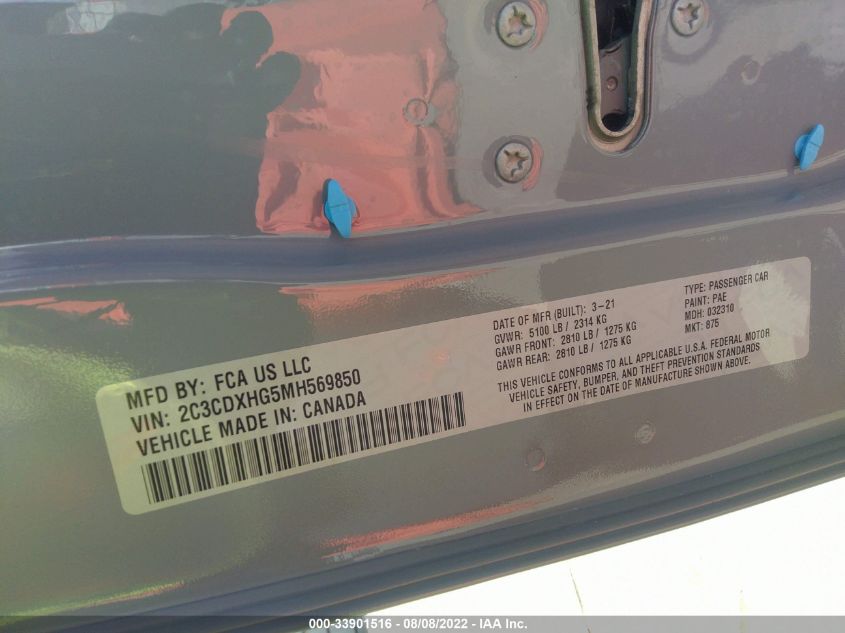 MFD BY: FCA US LLC
VIN: 2C3CDXHG5MH569850
VEHICLE MADE IN: CANADA
DATE OF MFR (BUILT): 3-21
GVWR: 5100 LB / 2314 KG
GAWR FRONT: 2810 LB / 1275 KG
GAWR REAR: 2810 LB / 1275 KG
TYPE: PASSENGER CAR
PAINT: PAE
MDH: 032310
MKT: 875
THIS VEHICLE CONFORMS TO ALL APPLICABLE U.S.A. FEDERAL MOTOR
VEHICLE SAFETY, BUMPER, AND THEFT PREVENTION STANDARDS
IN EFFECT ON THE DATE OF MANUFACTURE SHOWN ABOVE.
000-33901516 - 08/08/2022 - IAA Inc.